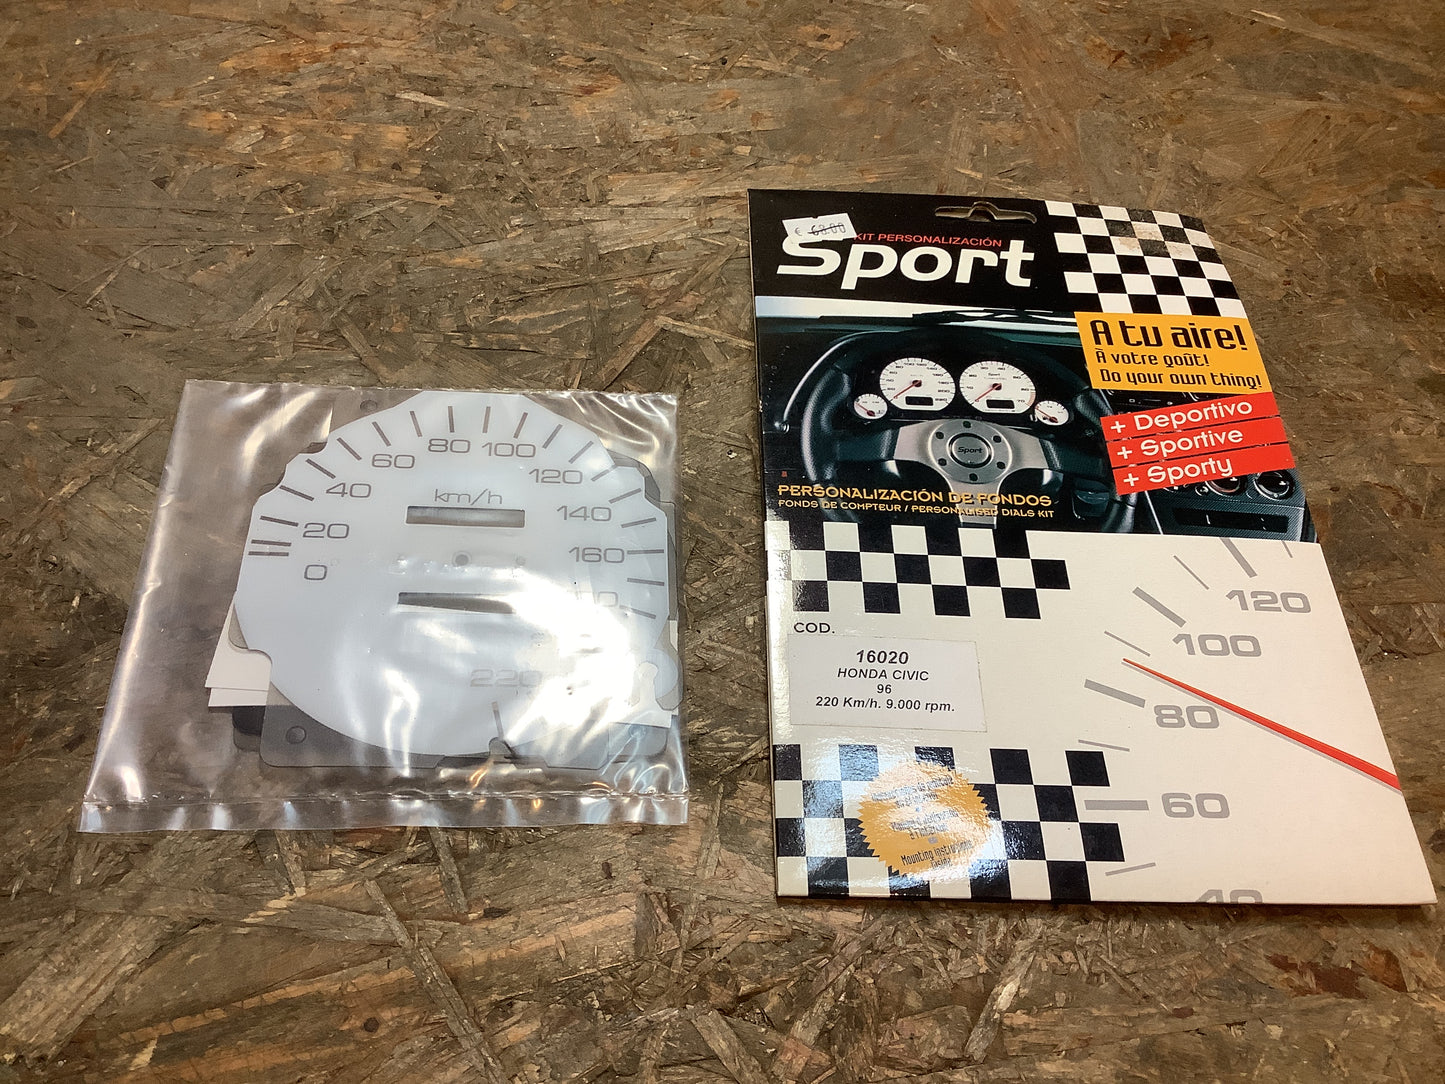 0
20
40
60
80
100
120
140
160
220
km/h
€ 60.00
KIT PERSONALIZACIÓN
Sport
A tu aire!
À votre goût!
Do your own thing!
+ Deportivo
+ Sportive
+ Sporty
Sport
PERSONALIZACIÓN DE FONDOS
FONDS DE COMPTEUR / PERSONALISED DIALS KIT
COD.
16020
HONDA CIVIC
96
220 Km/h. 9.000 rpm.
120
100
80
60
40
Mounting instructions